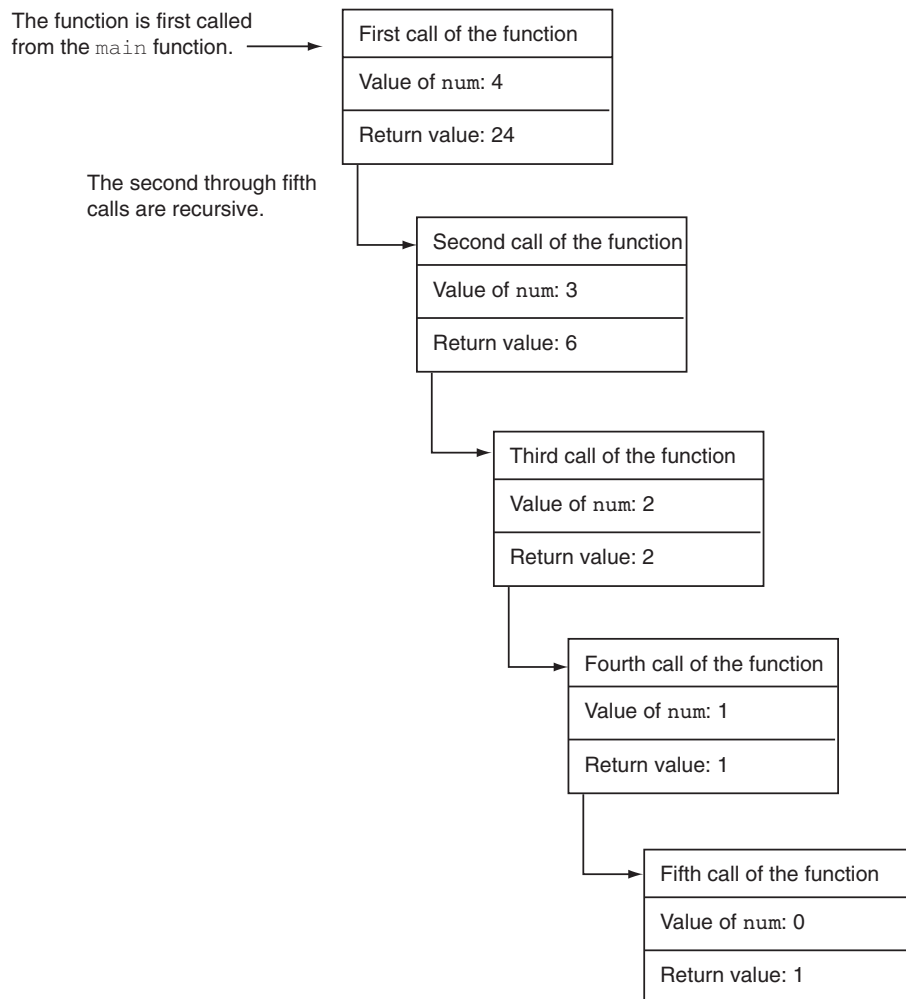 The function is first called
from the main function.
First call of the function
Value of num: 4
Return value: 24
The second through fifth
calls are recursive.
Second call of the function
Value of num: 3
Return value: 6
Third call of the function
Value of num: 2
Return value: 2
Fourth call of the function
Value of num: 1
Return value: 1
Fifth call of the function
Value of num: 0
Return value: 1